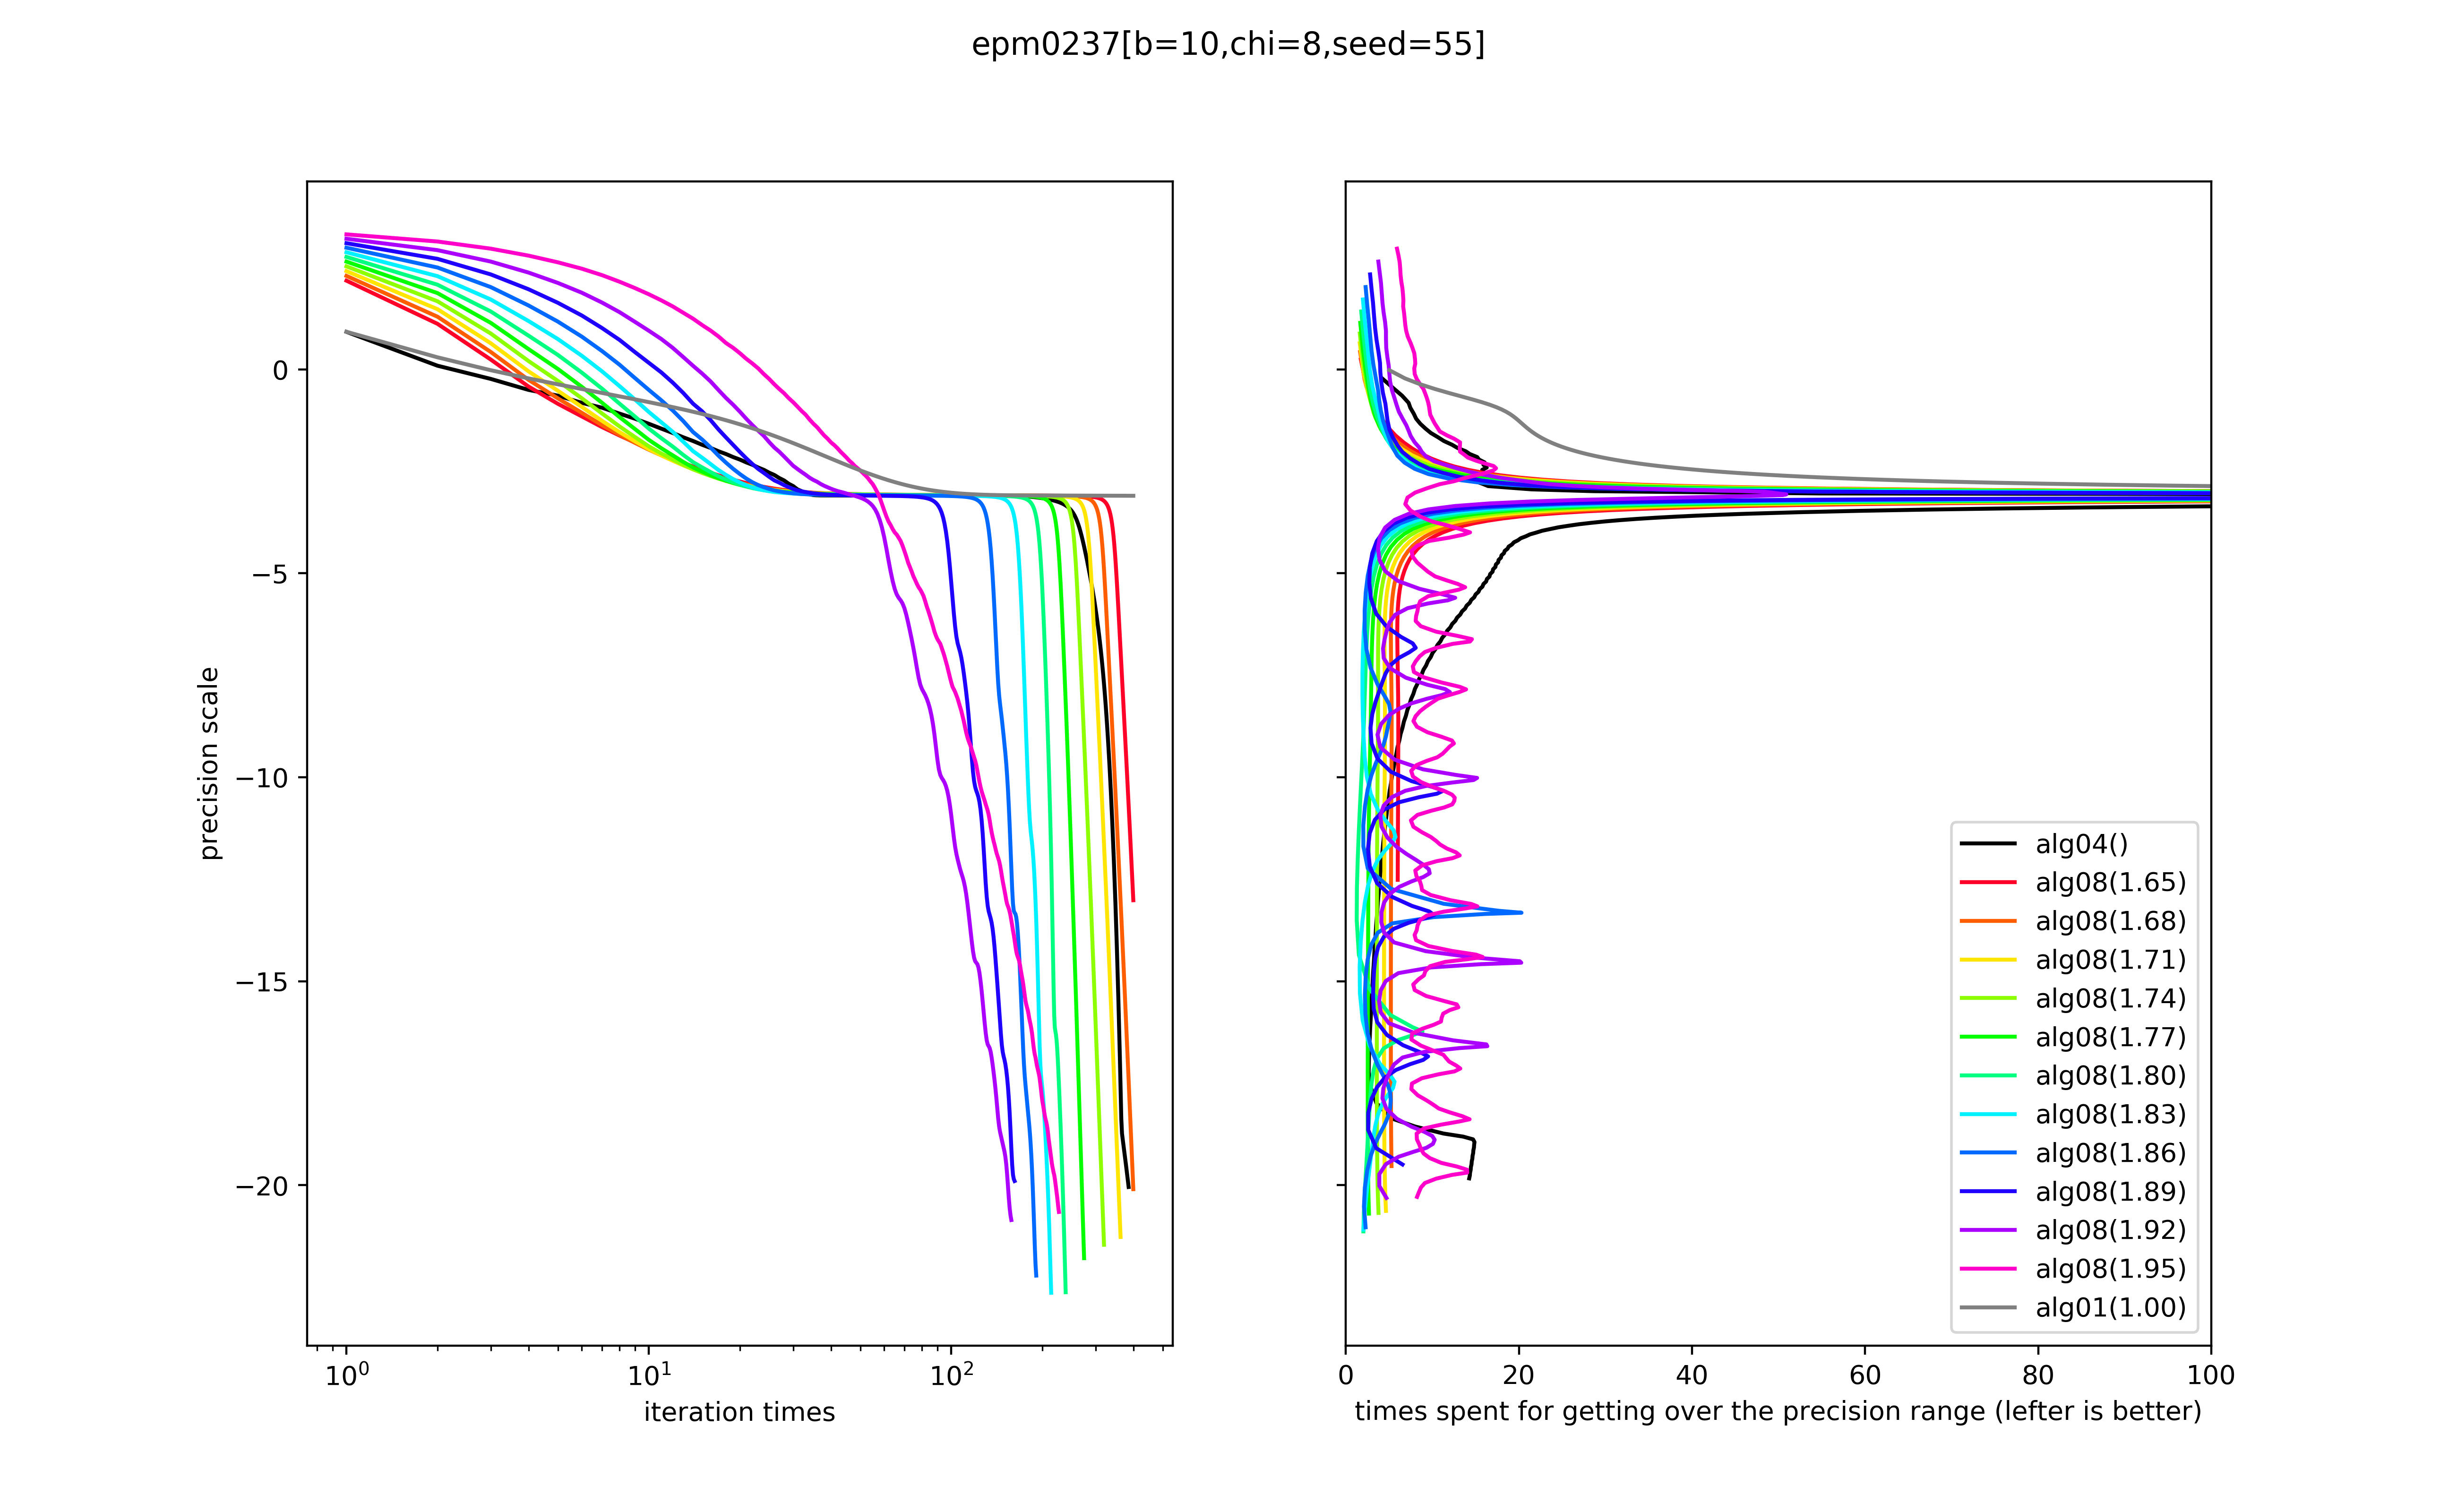 epm0237[b=10,chi=8,seed=55]
precision scale
0
−5
−10
−15
−20
10⁰ 10¹ 10²
iteration times
alg04()
alg08(1.65)
alg08(1.68)
alg08(1.71)
alg08(1.74)
alg08(1.77)
alg08(1.80)
alg08(1.83)
alg08(1.86)
alg08(1.89)
alg08(1.92)
alg08(1.95)
alg01(1.00)
0 20 40 60 80 100
times spent for getting over the precision range (lefter is better)